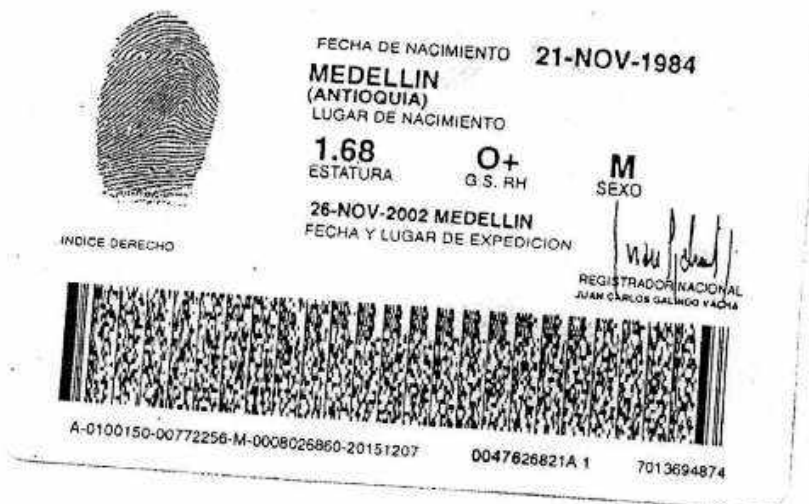 FECHA DE NACIMIENTO 21-NOV-1984
MEDELLIN
(ANTIOQUIA)
LUGAR DE NACIMIENTO
1.68 O+ M
ESTATURA G.S. RH SEXO
26-NOV-2002 MEDELLIN
FECHA Y LUGAR DE EXPEDICION
INDICE DERECHO
REGISTRADOR NACIONAL
JUAN CARLOS GALINDO VACHA
A-0100150-00772256-M-0008026860-20151207 0047626821A 1 7013694874